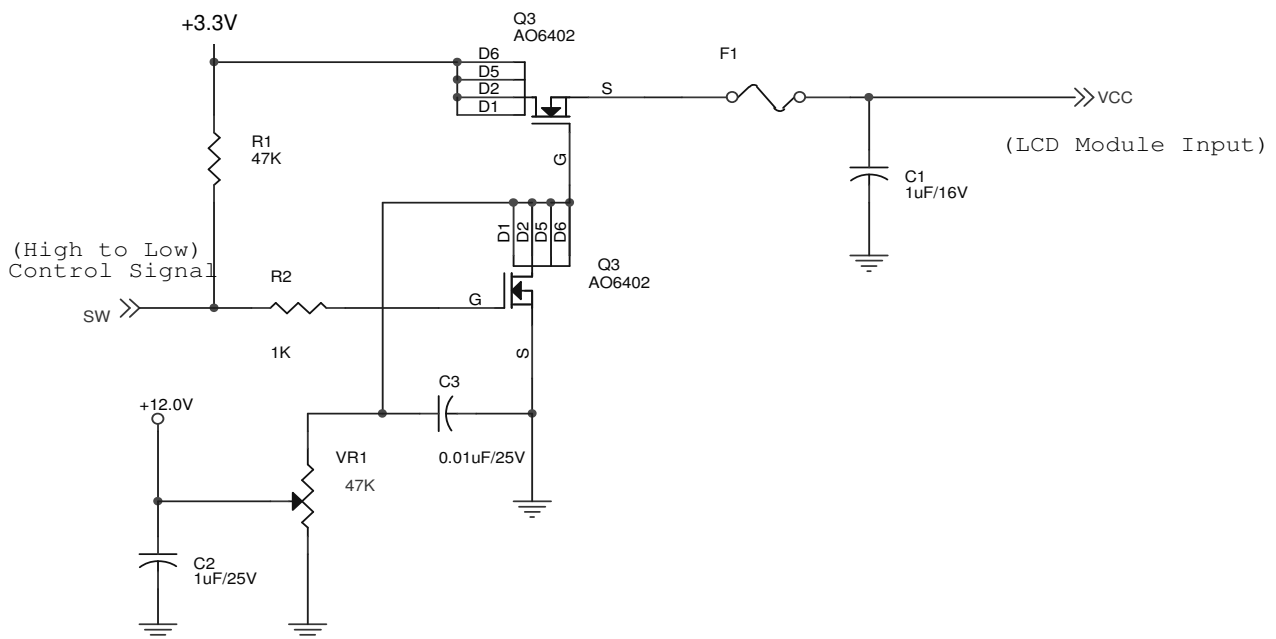 +3.3V
Q3
AO6402
D6
D5
D2
D1
S
G
F1
VCC
(LCD Module Input)
C1
1uF/16V
R1
47K
D1
D2
D5
D6
Q3
AO6402
(High to Low)
Control Signal
SW
R2
1K
G
S
C3
0.01uF/25V
+12.0V
VR1
47K
C2
1uF/25V